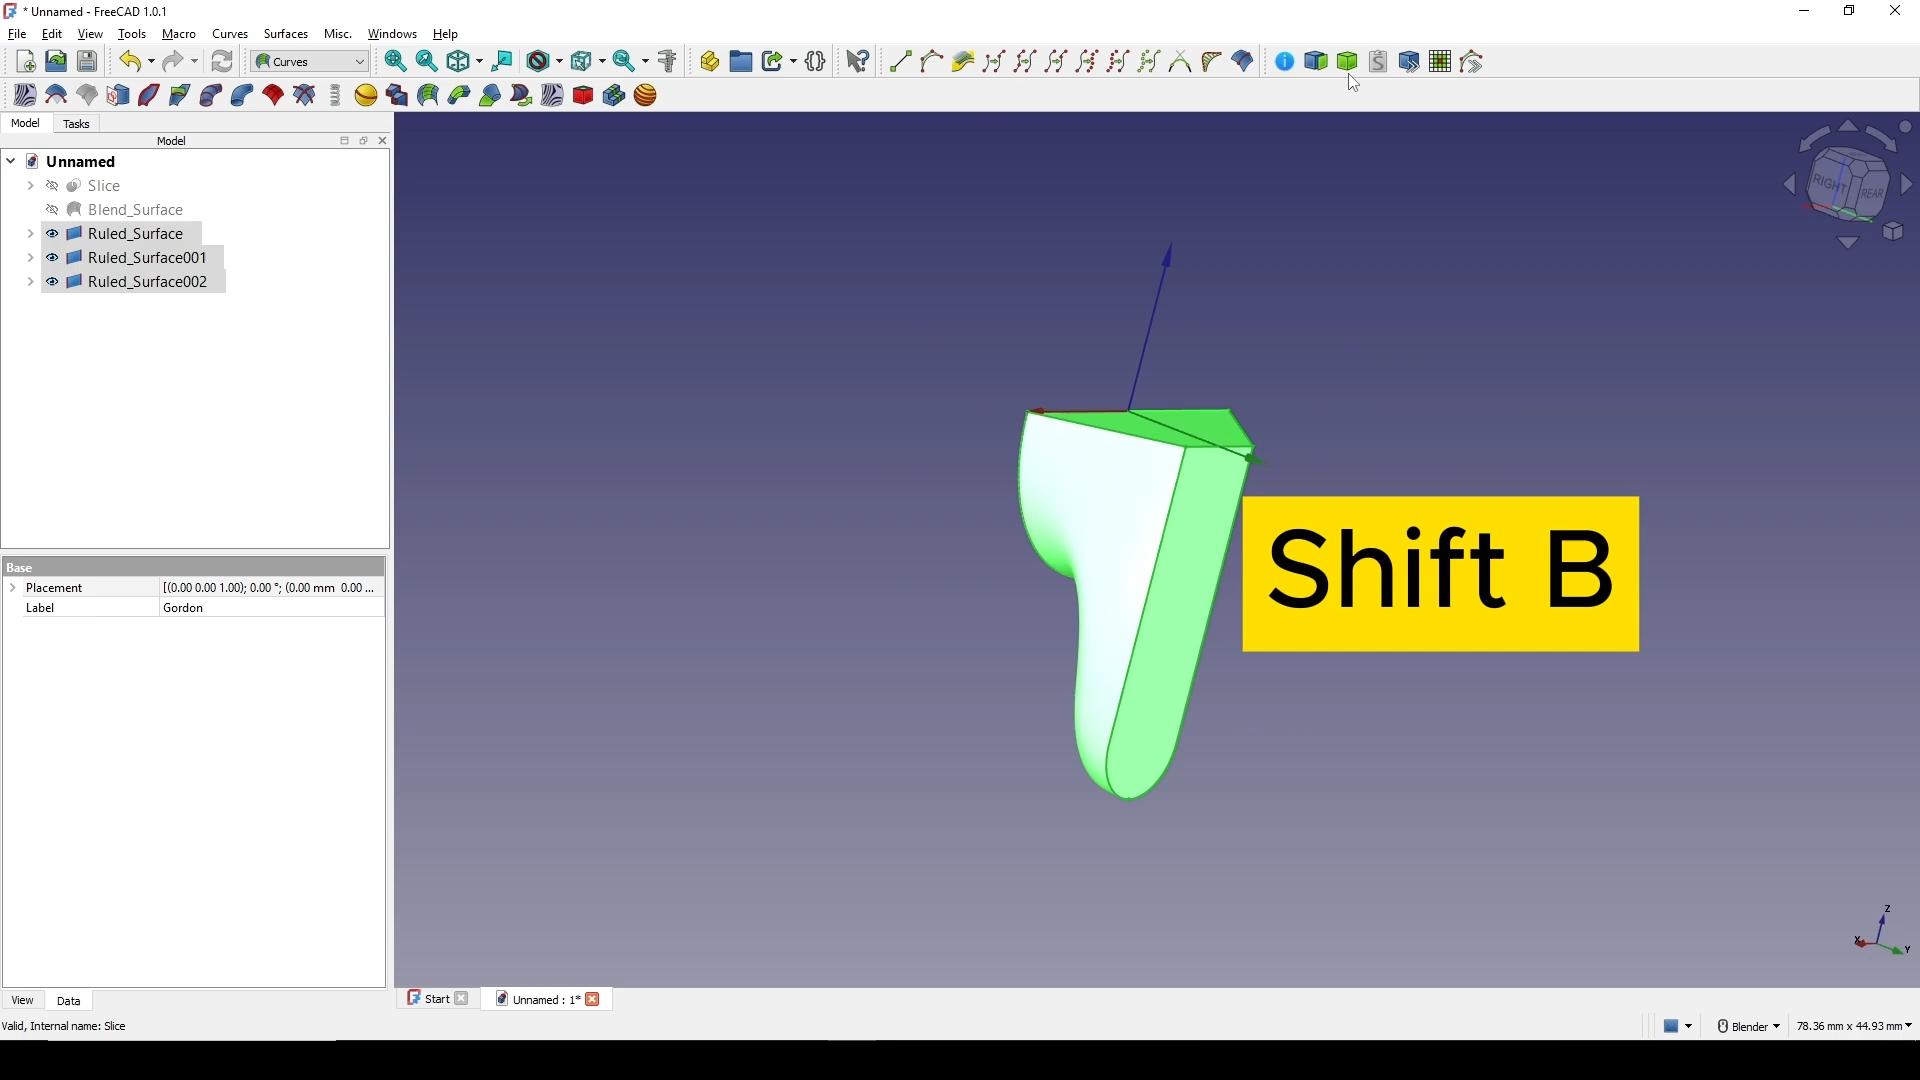 * Unnamed - FreeCAD 1.0.1
File Edit View Tools Macro Curves Surfaces Misc. Windows Help
Curves
Model Tasks
Model
Unnamed
Slice
Blend_Surface
Ruled_Surface
Ruled_Surface001
Ruled_Surface002
RIGHT REAR
Shift B
Base
Placement [(0.00 0.00 1.00); 0.00 °; (0.00 mm 0.00 ...
Label Gordon
Z
X
Y
View Data
Start Unnamed : 1*
Valid, Internal name: Slice
Blender 78.36 mm x 44.93 mm